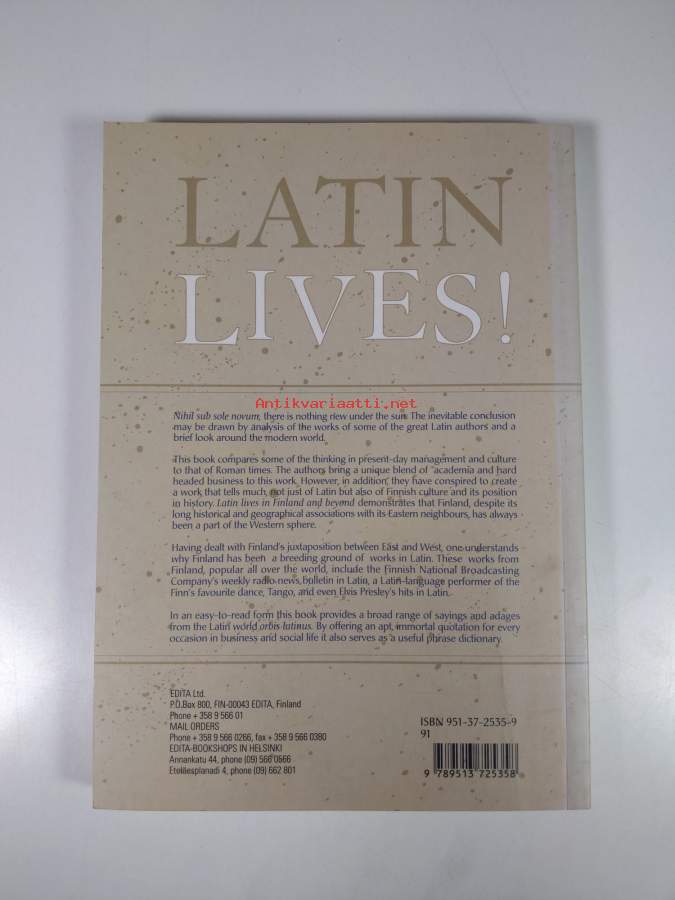 LATIN
LIVES!
Antikvariaatti.net
Nihil sub sole novum, there is nothing new under the sun. The inevitable conclusion
may be drawn by analysis of the works of some of the great Latin authors and a
brief look around the modern world.
This book compares some of the thinking in present-day management and culture
to that of Roman times. The authors bring a unique blend of "academia and hard
headed business to this work. However, in addition, they have conspired to create
a work that tells much, not just of Latin but also of Finnish culture and its position
in history. Latin lives in Finland and beyond demonstrates that Finland, despite its
long historical and geographical associations with its Eastern neighbours, has always
been a part of the Western sphere.
Having dealt with Finland's juxtaposition between East and West, one understands
why Finland has been a breeding ground of works in Latin. These works from
Finland, popular all over the world, include the Finnish National Broadcasting
Company's weekly radio news bulletin in Latin, a Latin-language performer of the
Finn's favourite dance, Tango, and even Elvis Presley's hits in Latin.
In an easy-to-read form this book provides a broad range of sayings and adages
from the Latin world orbis latinus. By offering an apt, immortal quotation for every
occasion in business and social life it also serves as a useful phrase dictionary.
EDITA Ltd.
P.O.Box 800, FIN-00043 EDITA, Finland
Phone + 358 9 566 01
MAIL ORDERS
Phone + 358 9 566 0266, fax + 358 9 566 0380
EDITA-BOOKSHOPS IN HELSINKI
Annankatu 44, phone (09) 566 0566
Eteläesplanadi 4, phone (09) 662 801
ISBN 951-37-2535-9
91
9 789513 725358